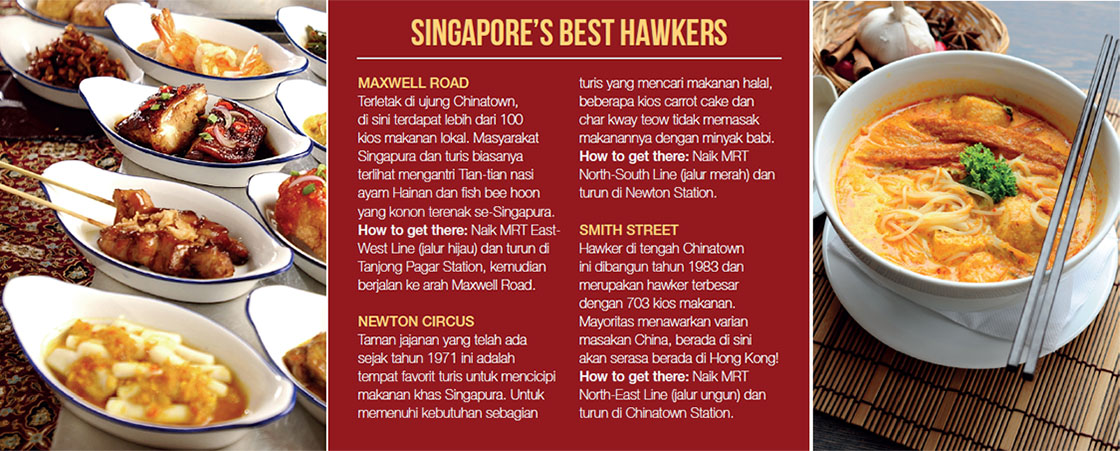 SINGAPORE'S BEST HAWKERS
MAXWELL ROAD
Terletak di ujung Chinatown,
di sini terdapat lebih dari 100
kios makanan lokal. Masyarakat
Singapura dan turis biasanya
terlihat mengantri Tian-tian nasi
ayam Hainan dan fish bee hoon
yang konon terenak se-Singapura.
How to get there: Naik MRT East-
West Line (jalur hijau) dan turun di
Tanjong Pagar Station, kemudian
berjalan ke arah Maxwell Road.
NEWTON CIRCUS
Taman jajanan yang telah ada
sejak tahun 1971 ini adalah
tempat favorit turis untuk mencicipi
makanan khas Singapura. Untuk
memenuhi kebutuhan sebagian
turis yang mencari makanan halal,
beberapa kios carrot cake dan
char kway teow tidak memasak
makanannya dengan minyak babi.
How to get there: Naik MRT
North-South Line (jalur merah) dan
turun di Newton Station.
SMITH STREET
Hawker di tengah Chinatown
ini dibangun tahun 1983 dan
merupakan hawker terbesar
dengan 703 kios makanan.
Mayoritas menawarkan varian
masakan China, berada di sini
akan serasa berada di Hong Kong!
How to get there: Naik MRT
North-East Line (jalur ungun) dan
turun di Chinatown Station.